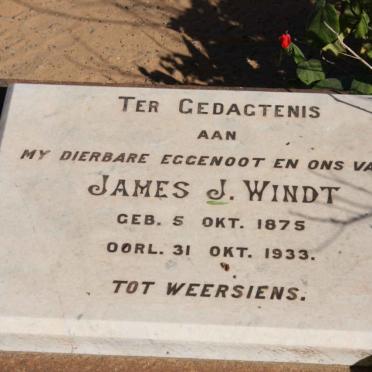 TER GEDAGTENIS
AAN
MY DIERBARE EGGENOOT EN ONS VA
JAMES J. WINDT
GEB. 5 OKT. 1875
OORL. 31 OKT. 1933.
TOT WEERSIENS.